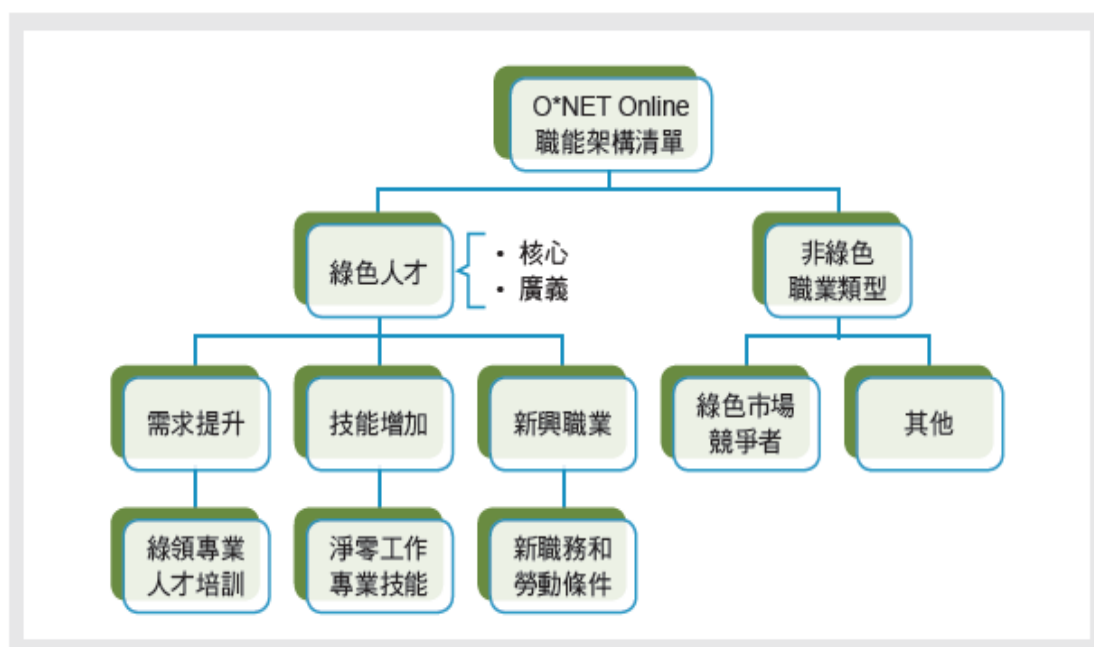 O*NET Online
職能架構清單
綠色人才
• 核心
• 廣義
非綠色
職業類型
需求提升
技能增加
新興職業
綠色市場
競爭者
其他
綠領專業
人才培訓
淨零工作
專業技能
新職務和
勞動條件